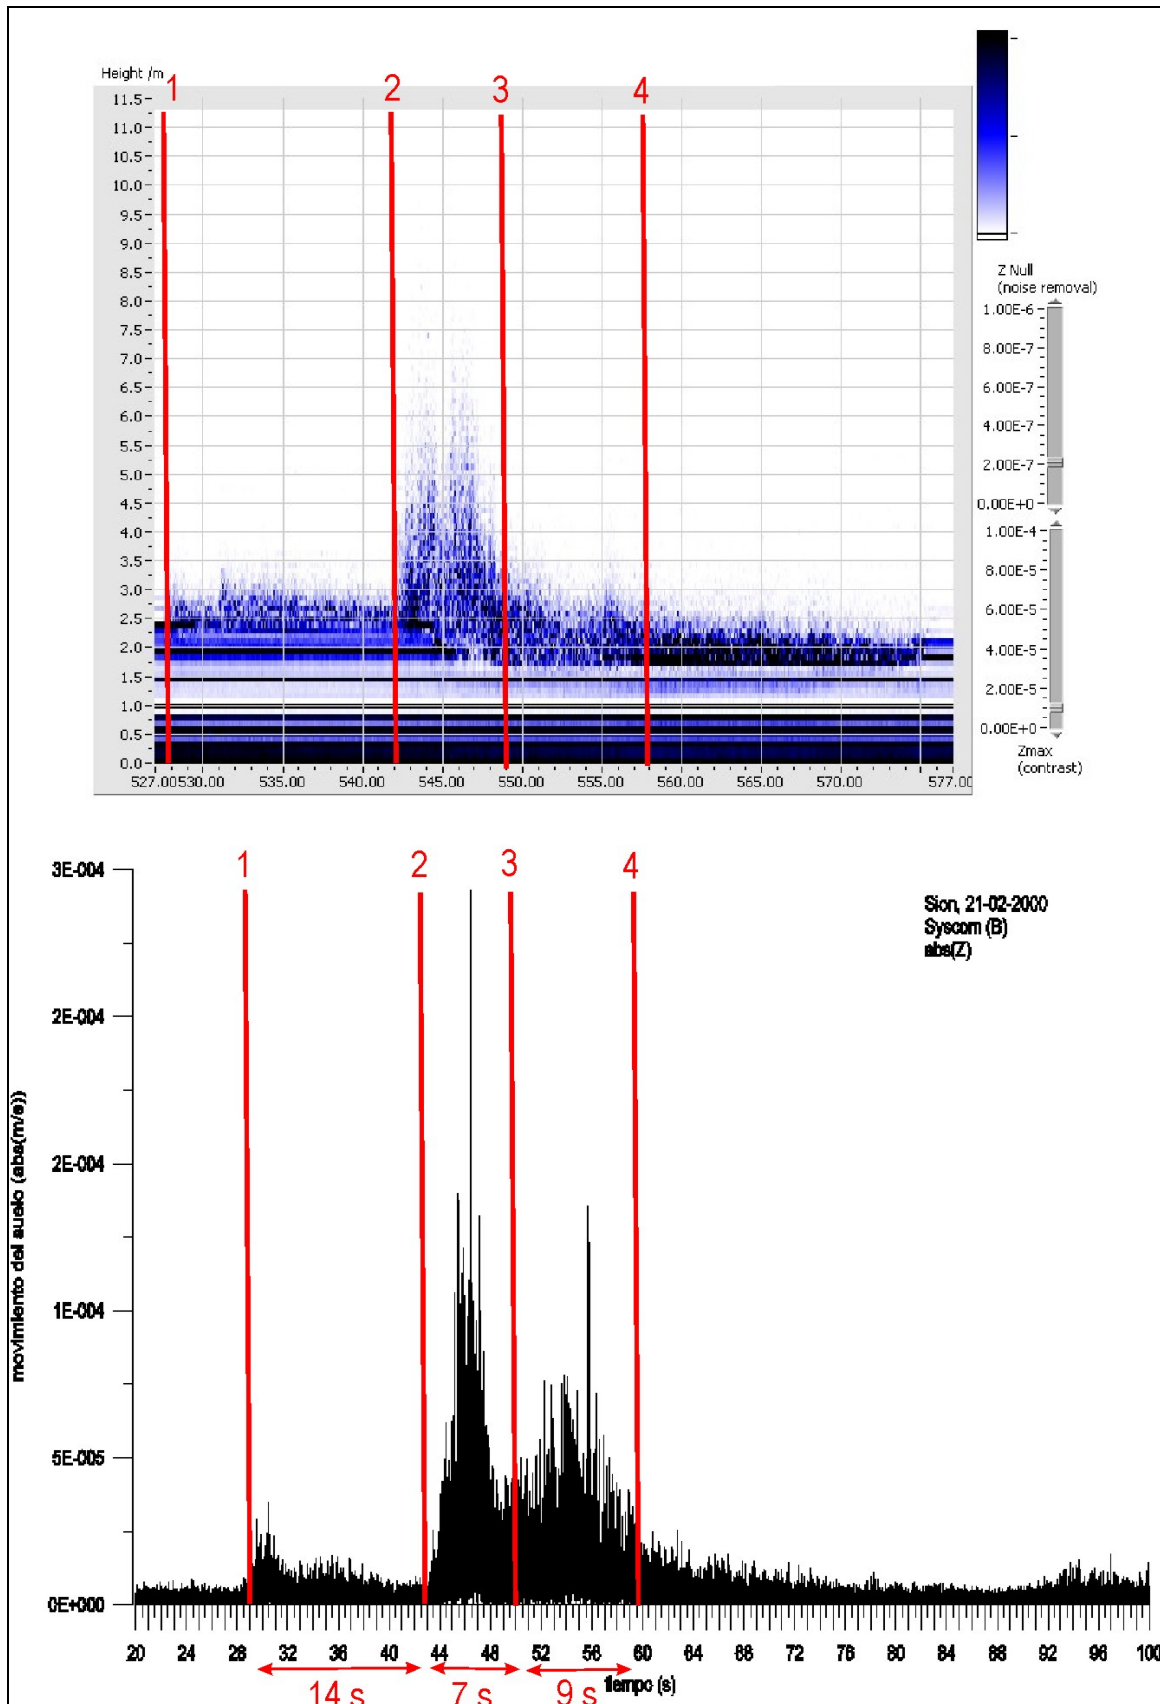 Height /m
1 2 3 4
11.5
11.0
10.5
10.0
9.5
9.0
8.5
8.0
7.5
7.0
6.5
6.0
5.5
5.0
4.5
4.0
3.5
3.0
2.5
2.0
1.5
1.0
0.5
0.0
527.00 530.00 535.00 540.00 545.00 550.00 555.00 560.00 565.00 570.00 577.00
Z Null
(noise removal)
1.00E-6
8.00E-7
6.00E-7
4.00E-7
2.00E-7
0.00E+0
1.00E-4
8.00E-5
6.00E-5
4.00E-5
2.00E-5
0.00E+0
Zmax
(contrast)
1 2 3 4
Sion, 21-02-2000
Syscom (B)
abs(Z)
movimiento del suelo (abs(m/s))
3E-004
2E-004
2E-004
1E-004
5E-005
0E+000
20 24 28 32 36 40 44 48 52 56 60 64 68 72 76 80 84 88 92 96 100
tiempo (s)
14 s 7 s 9 s